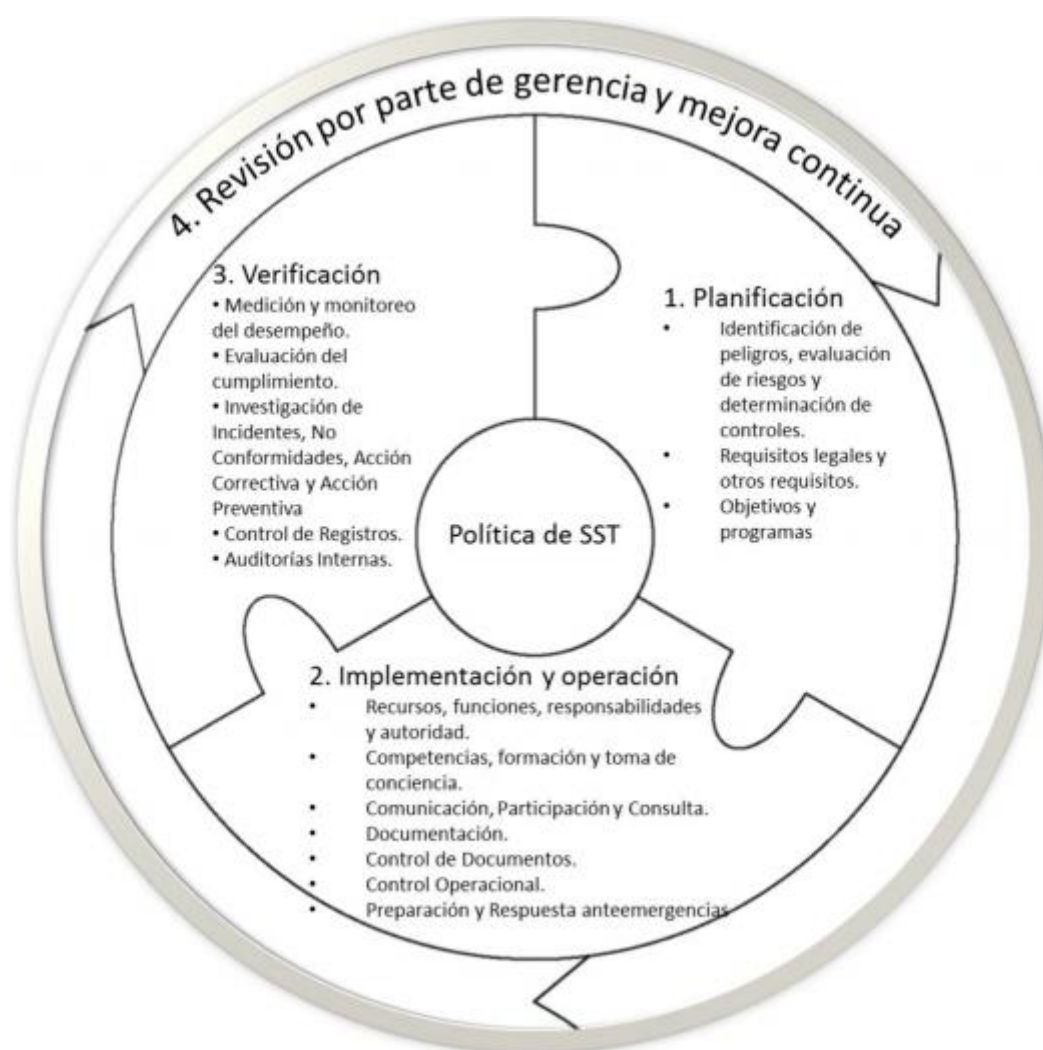 4. Revisión por parte de gerencia y mejora continua
3. Verificación
• Medición y monitoreo
del desempeño.
• Evaluación del
cumplimiento.
• Investigación de
Incidentes, No
Conformidades, Acción
Correctiva y Acción
Preventiva
• Control de Registros.
• Auditorías Internas.
1. Planificación
• Identificación de
peligros, evaluación
de riesgos y
determinación de
controles.
• Requisitos legales y
otros requisitos.
• Objetivos y
programas
Política de SST
2. Implementación y operación
• Recursos, funciones, responsabilidades
y autoridad.
• Competencias, formación y toma de
conciencia.
• Comunicación, Participación y Consulta.
• Documentación.
• Control de Documentos.
• Control Operacional.
• Preparación y Respuesta anteemergencias